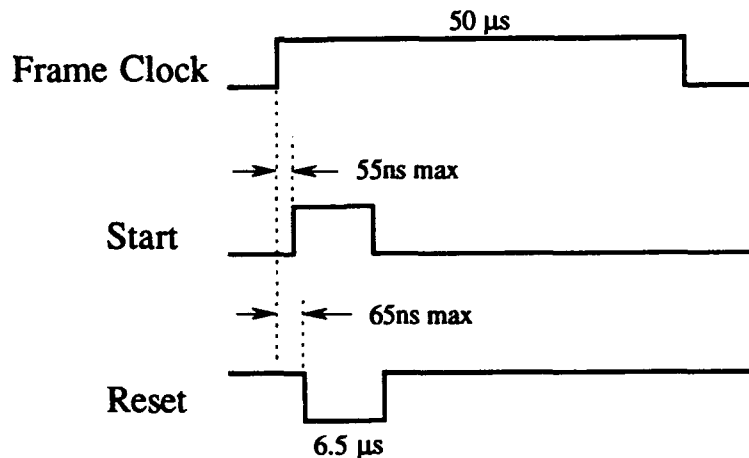 50 µs
Frame Clock
55ns max
Start
65ns max
Reset
6.5 µs